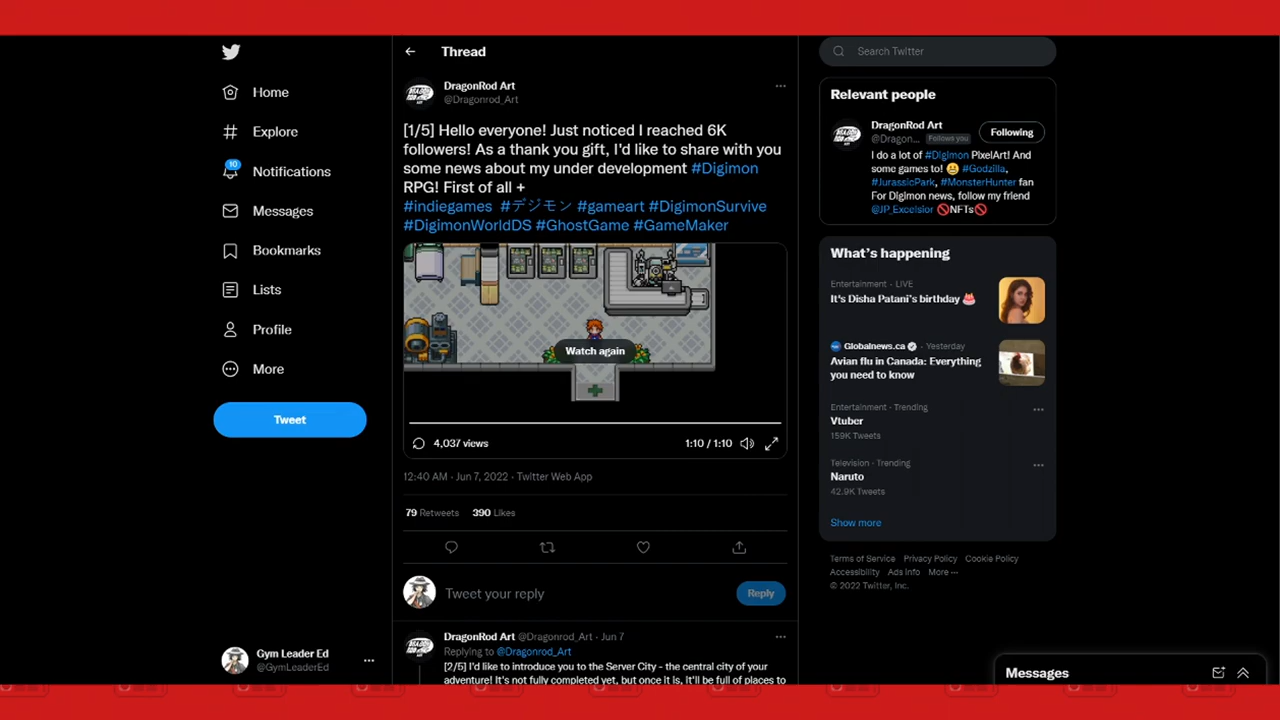 Home
Explore
10
Notifications
Messages
Bookmarks
Lists
Profile
More
Tweet
Gym Leader Ed
@GymLeaderEd
Thread
DragonRod Art
@Dragonrod_Art
[1/5] Hello everyone! Just noticed I reached 6K
followers! As a thank you gift, I'd like to share with you
some news about my under development #Digimon
RPG! First of all +
#indiegames #デジモン #gameart #DigimonSurvive
#DigimonWorldDS #GhostGame #GameMaker
Watch again
4,037 views
1:10 / 1:10
12:40 AM · Jun 7, 2022 · Twitter Web App
79 Retweets 390 Likes
Tweet your reply
Reply
DragonRod Art @Dragonrod_Art · Jun 7
Replying to @Dragonrod_Art
[2/5] I'd like to introduce you to the Server City - the central city of your
adventure! It's not fully completed yet, but once it is, it'll be full of places to
Search Twitter
Relevant people
DragonRod Art
@Dragon... Follows you
Following
I do a lot of #Digimon PixelArt! And
some games to! 😃 #Godzilla,
#JurassicPark, #MonsterHunter fan
For Digimon news, follow my friend
@JP_Excelsior 🚫NFTs🚫
What's happening
Entertainment · LIVE
It's Disha Patani's birthday 🎂
Globalnews.ca · Yesterday
Avian flu in Canada: Everything
you need to know
Entertainment · Trending
Vtuber
159K Tweets
Television · Trending
Naruto
42.9K Tweets
Show more
Terms of Service Privacy Policy Cookie Policy
Accessibility Ads Info More ···
© 2022 Twitter, Inc.
Messages